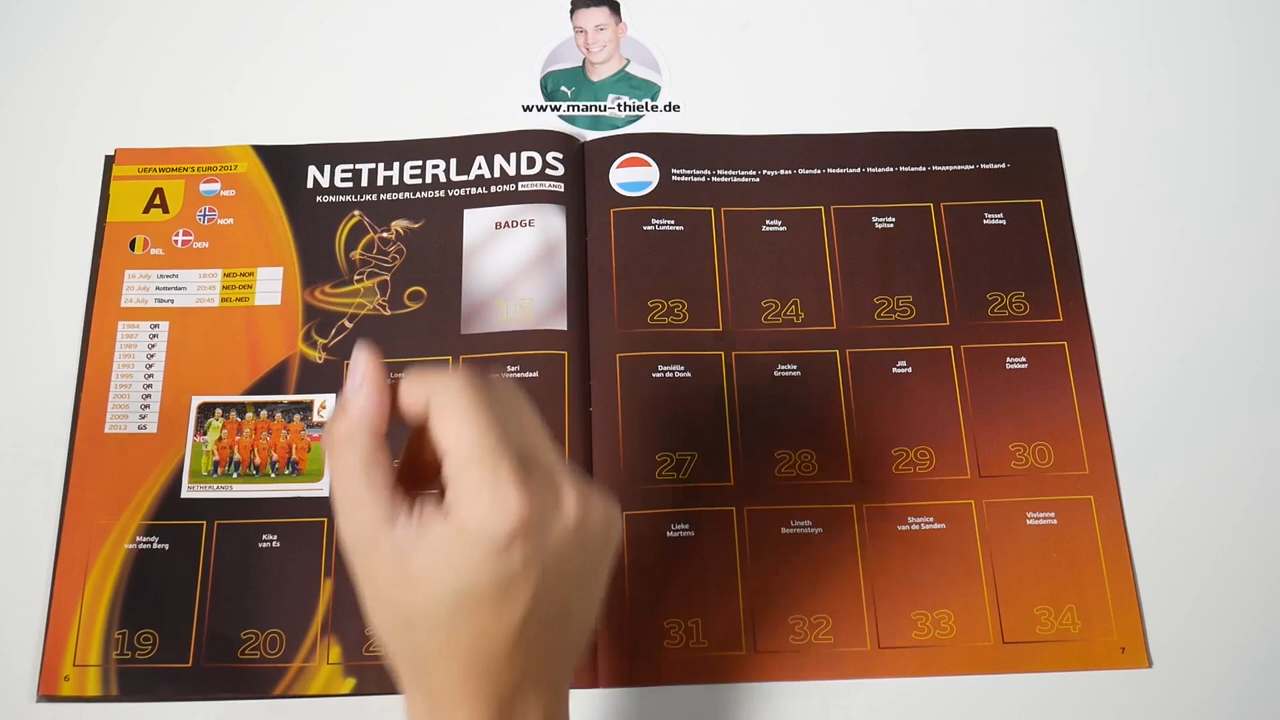 www.manu-thiele.de
UEFA WOMEN'S EURO 2017
A
NED
NOR
BEL
DEN
NETHERLANDS
KONINKLIJKE NEDERLANDSE VOETBAL BOND NEDERLAND
BADGE
15
16 July Utrecht 18:00 NED-NOR
20 July Rotterdam 20:45 NED-DEN
24 July Tilburg 20:45 BEL-NED
1984 QR
1987 QR
1989 QF
1991 QF
1993 QF
1995 QR
1997 QR
2001 QR
2005 QR
2009 SF
2013 GS
NETHERLANDS
Loes
Sari
Veenendaal
Mandy
van den Berg
19
Kika
van Es
20
6
Netherlands • Niederlande • Pays-Bas • Olanda • Nederland • Holanda • Holanda • Нидерланды • Holland •
Nederland • Nederländerna
Desiree
van Lunteren
23
Kelly
Zeeman
24
Sherida
Spitse
25
Tessel
Middag
26
Daniëlle
van de Donk
27
Jackie
Groenen
28
Jill
Roord
29
Anouk
Dekker
30
Lieke
Martens
31
Lineth
Beerensteyn
32
Shanice
van de Sanden
33
Vivianne
Miedema
34
7